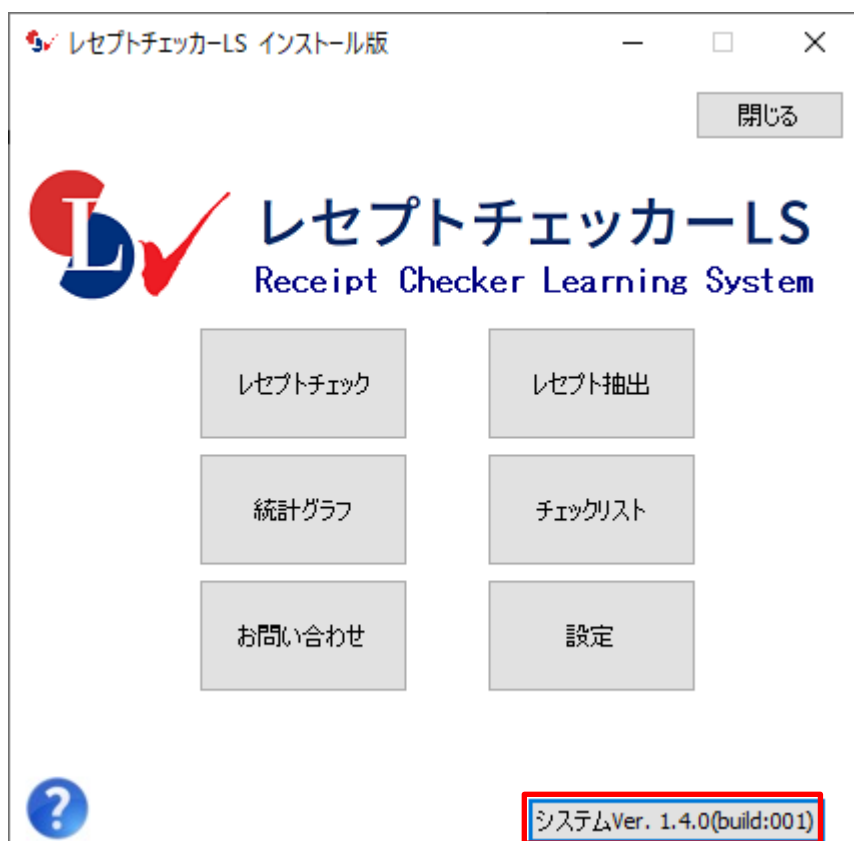 レセプトチェッカーLS インストール版
閉じる
レセプトチェッカーLS
Receipt Checker Learning System
レセプトチェック
レセプト抽出
統計グラフ
チェックリスト
お問い合わせ
設定
?
システムVer. 1.4.0(build:001)